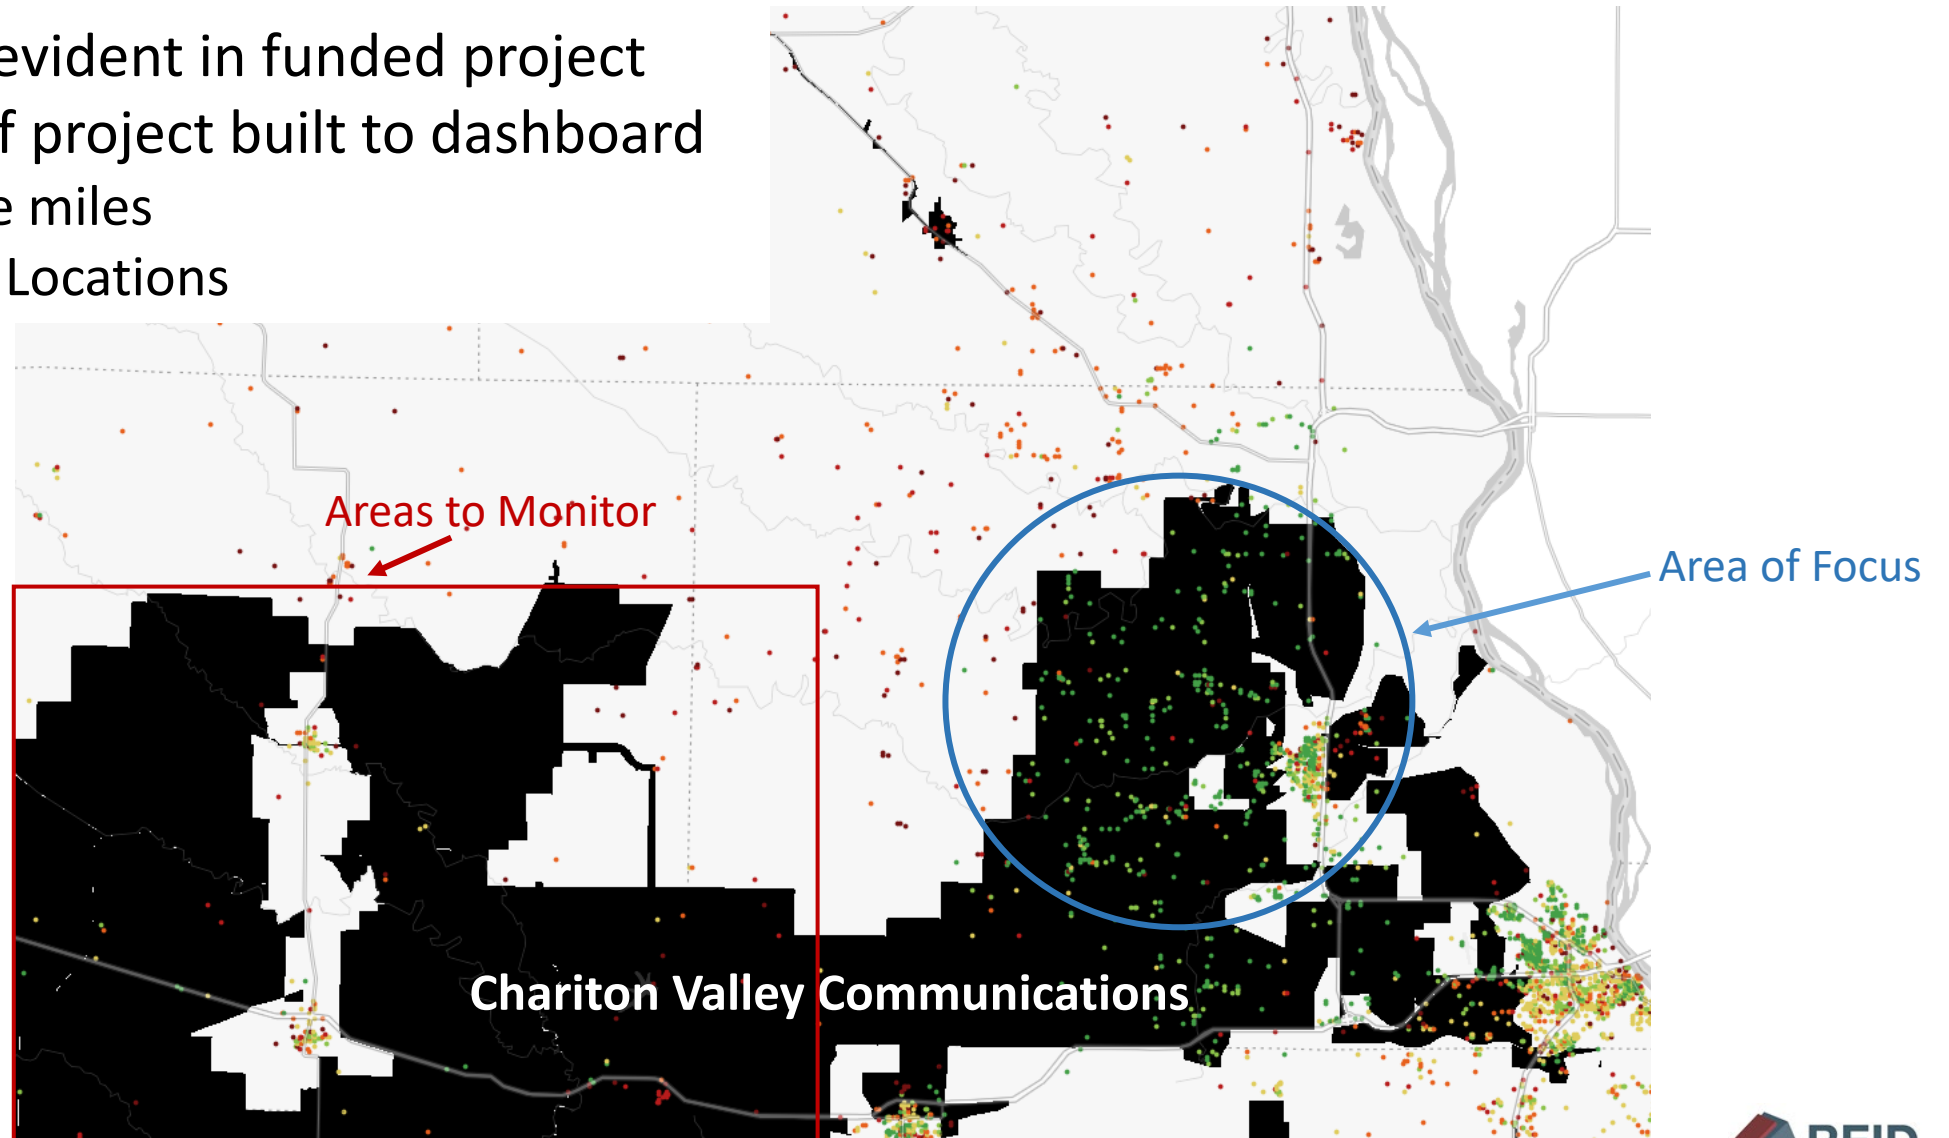 evident in funded project
f project built to dashboard
e miles
Locations
Areas to Monitor
Area of Focus
Chariton Valley Communications